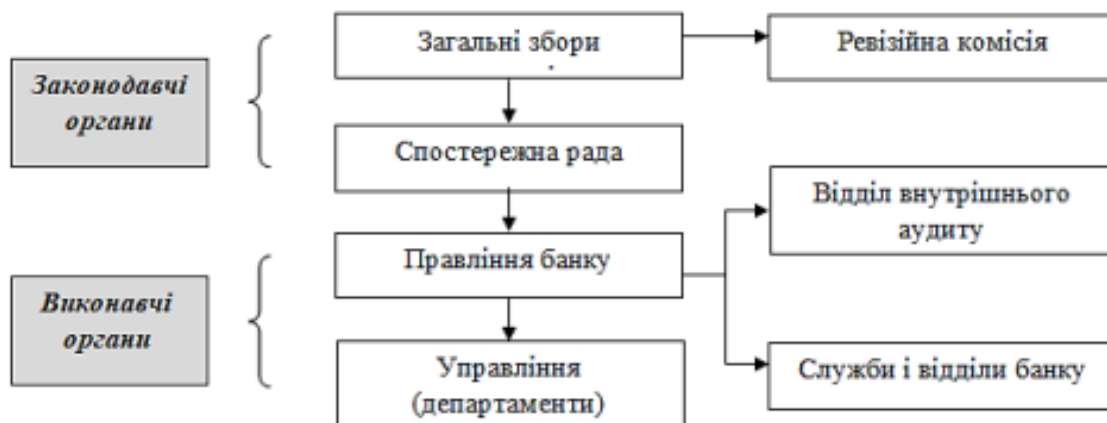 Загальні збори
Ревізійна комісія
Законодавчі
органи
Спостережна рада
Відділ внутрішнього
аудиту
Правління банку
Виконавчі
органи
Управління
(департаменти)
Служби і відділи банку